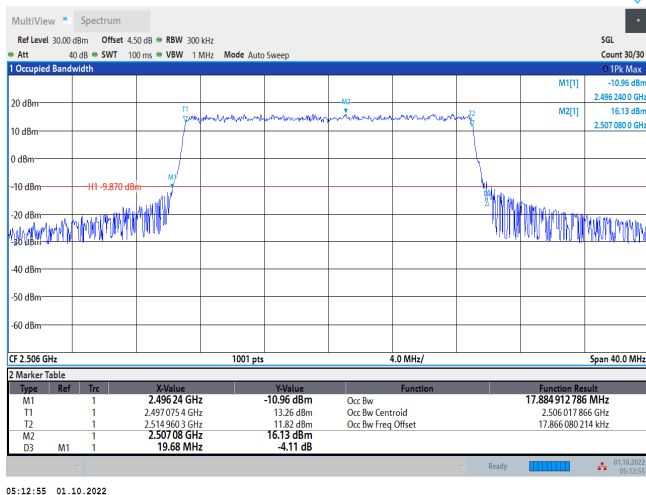 MultiView Spectrum
Ref Level 30.00 dBm Offset 4.50 dB RBW 300 kHz SGL
Att 40 dB SWT 100 ms VBW 1 MHz Mode Auto Sweep Count 30/30
1 Occupied Bandwidth 1Pk Max
M1[1] -10.96 dBm
2.496 240 0 GHz
M2[1] 16.13 dBm
2.507 080 0 GHz
20 dBm
M2
T1
T2
10 dBm
0 dBm
M1
-10 dBm
H1 -9.870 dBm
-20 dBm
-30 dBm
-40 dBm
-50 dBm
-60 dBm
CF 2.506 GHz 1001 pts 4.0 MHz/ Span 40.0 MHz
2 Marker Table
Type Ref Trc X-Value Y-Value Function Function Result
M1 1 2.496 24 GHz -10.96 dBm Occ Bw 17.884 912 786 MHz
T1 1 2.497 075 4 GHz 13.26 dBm Occ Bw Centroid 2.506 017 866 GHz
T2 1 2.514 960 3 GHz 11.82 dBm Occ Bw Freq Offset 17.866 080 214 kHz
M2 1 2.507 08 GHz 16.13 dBm
D3 M1 1 19.68 MHz -4.11 dB
Ready 01.10.2022
05:12:55
05:12:55 01.10.2022